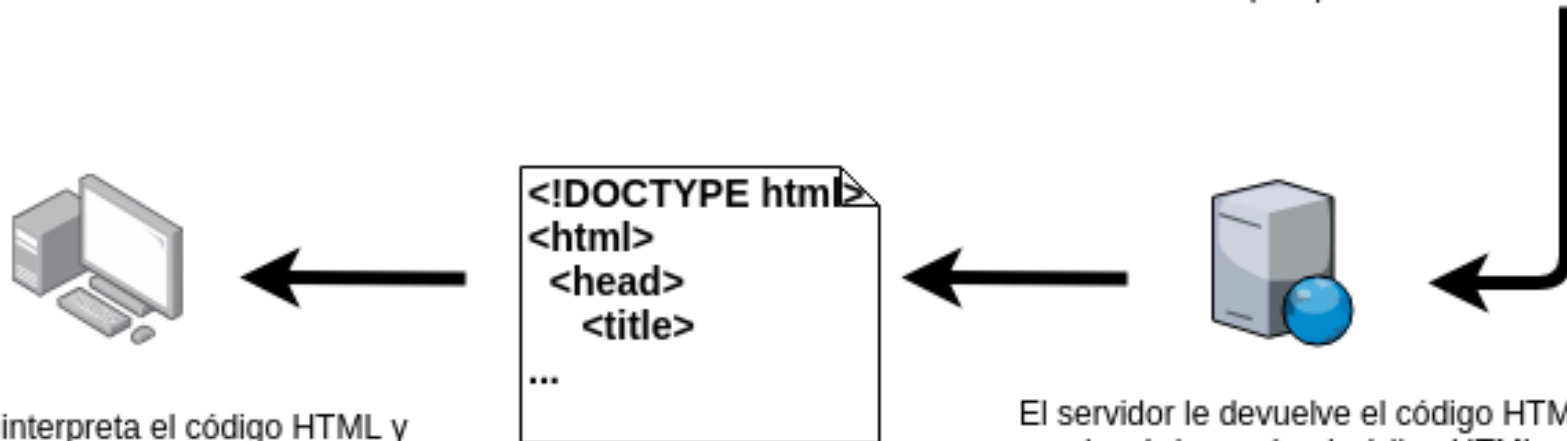 <!DOCTYPE html>
<html>
<head>
<title>
...
interpreta el código HTML y
El servidor le devuelve el código HTM